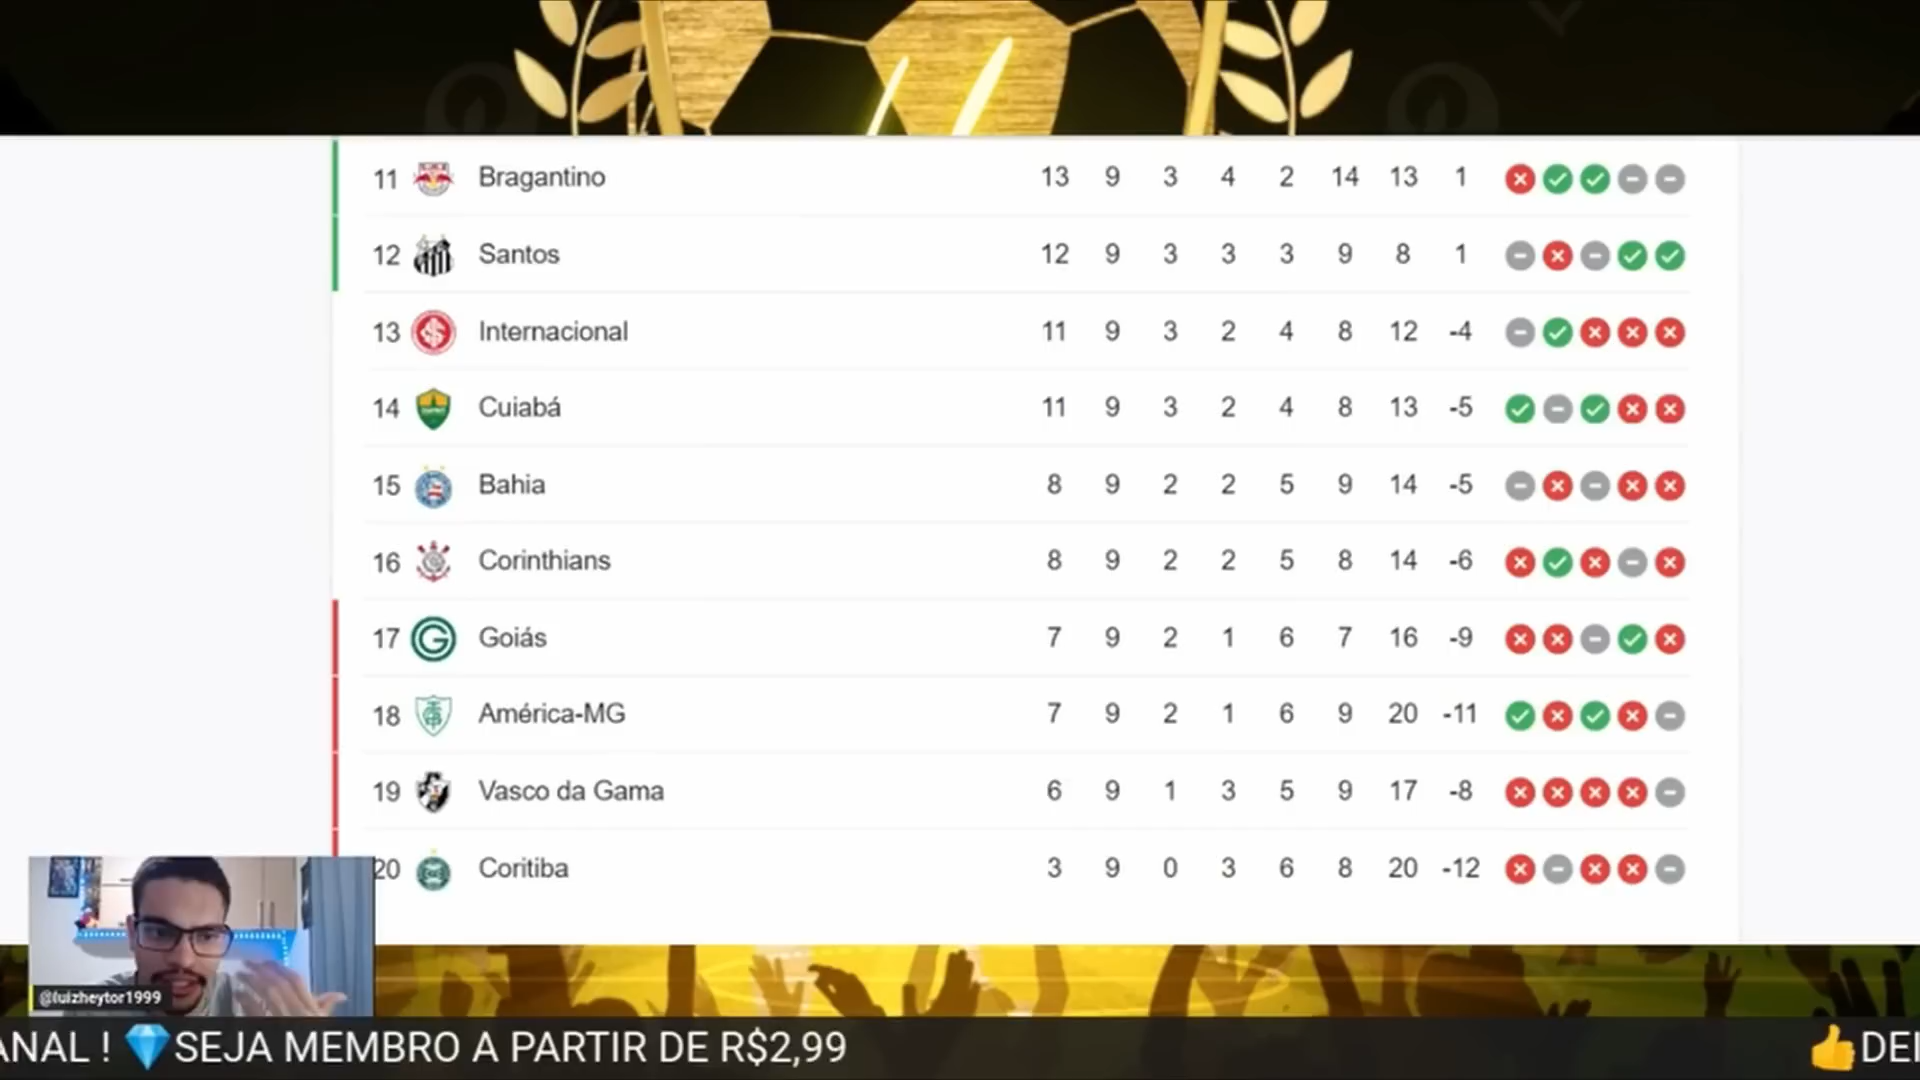 11 Bragantino 13 9 3 4 2 14 13 1
12 Santos 12 9 3 3 3 9 8 1
13 Internacional 11 9 3 2 4 8 12 -4
14 Cuiabá 11 9 3 2 4 8 13 -5
15 Bahia 8 9 2 2 5 9 14 -5
16 Corinthians 8 9 2 2 5 8 14 -6
17 Goiás 7 9 2 1 6 7 16 -9
18 América-MG 7 9 2 1 6 9 20 -11
19 Vasco da Gama 6 9 1 3 5 9 17 -8
20 Coritiba 3 9 0 3 6 8 20 -12
@luizheytor1999
ANAL ! 💎SEJA MEMBRO A PARTIR DE R$2,99 👍DEI